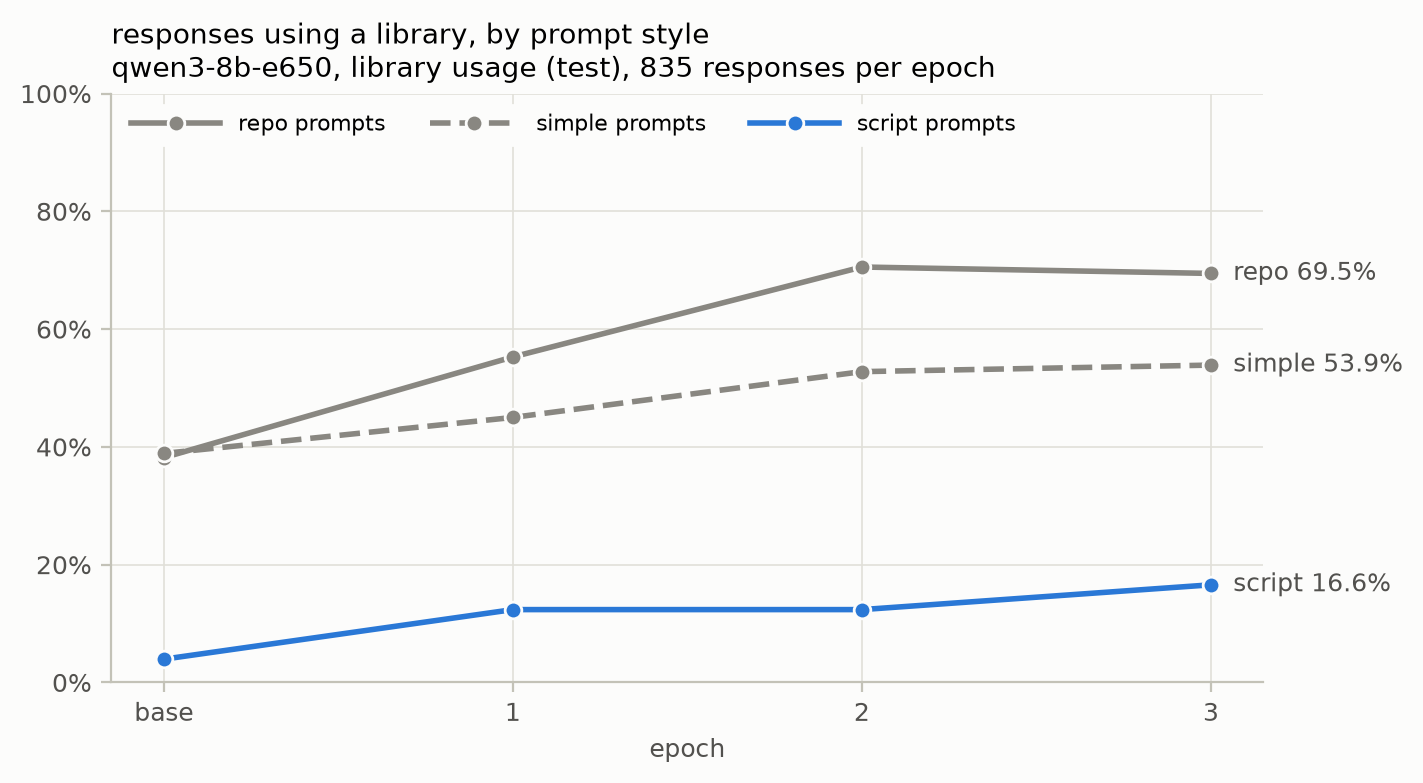 responses using a library, by prompt style
qwen3-8b-e650, library usage (test), 835 responses per epoch
100%
repo prompts simple prompts script prompts
80%
repo 69.5%
60%
simple 53.9%
40%
20%
script 16.6%
0%
base 1 2 3
epoch